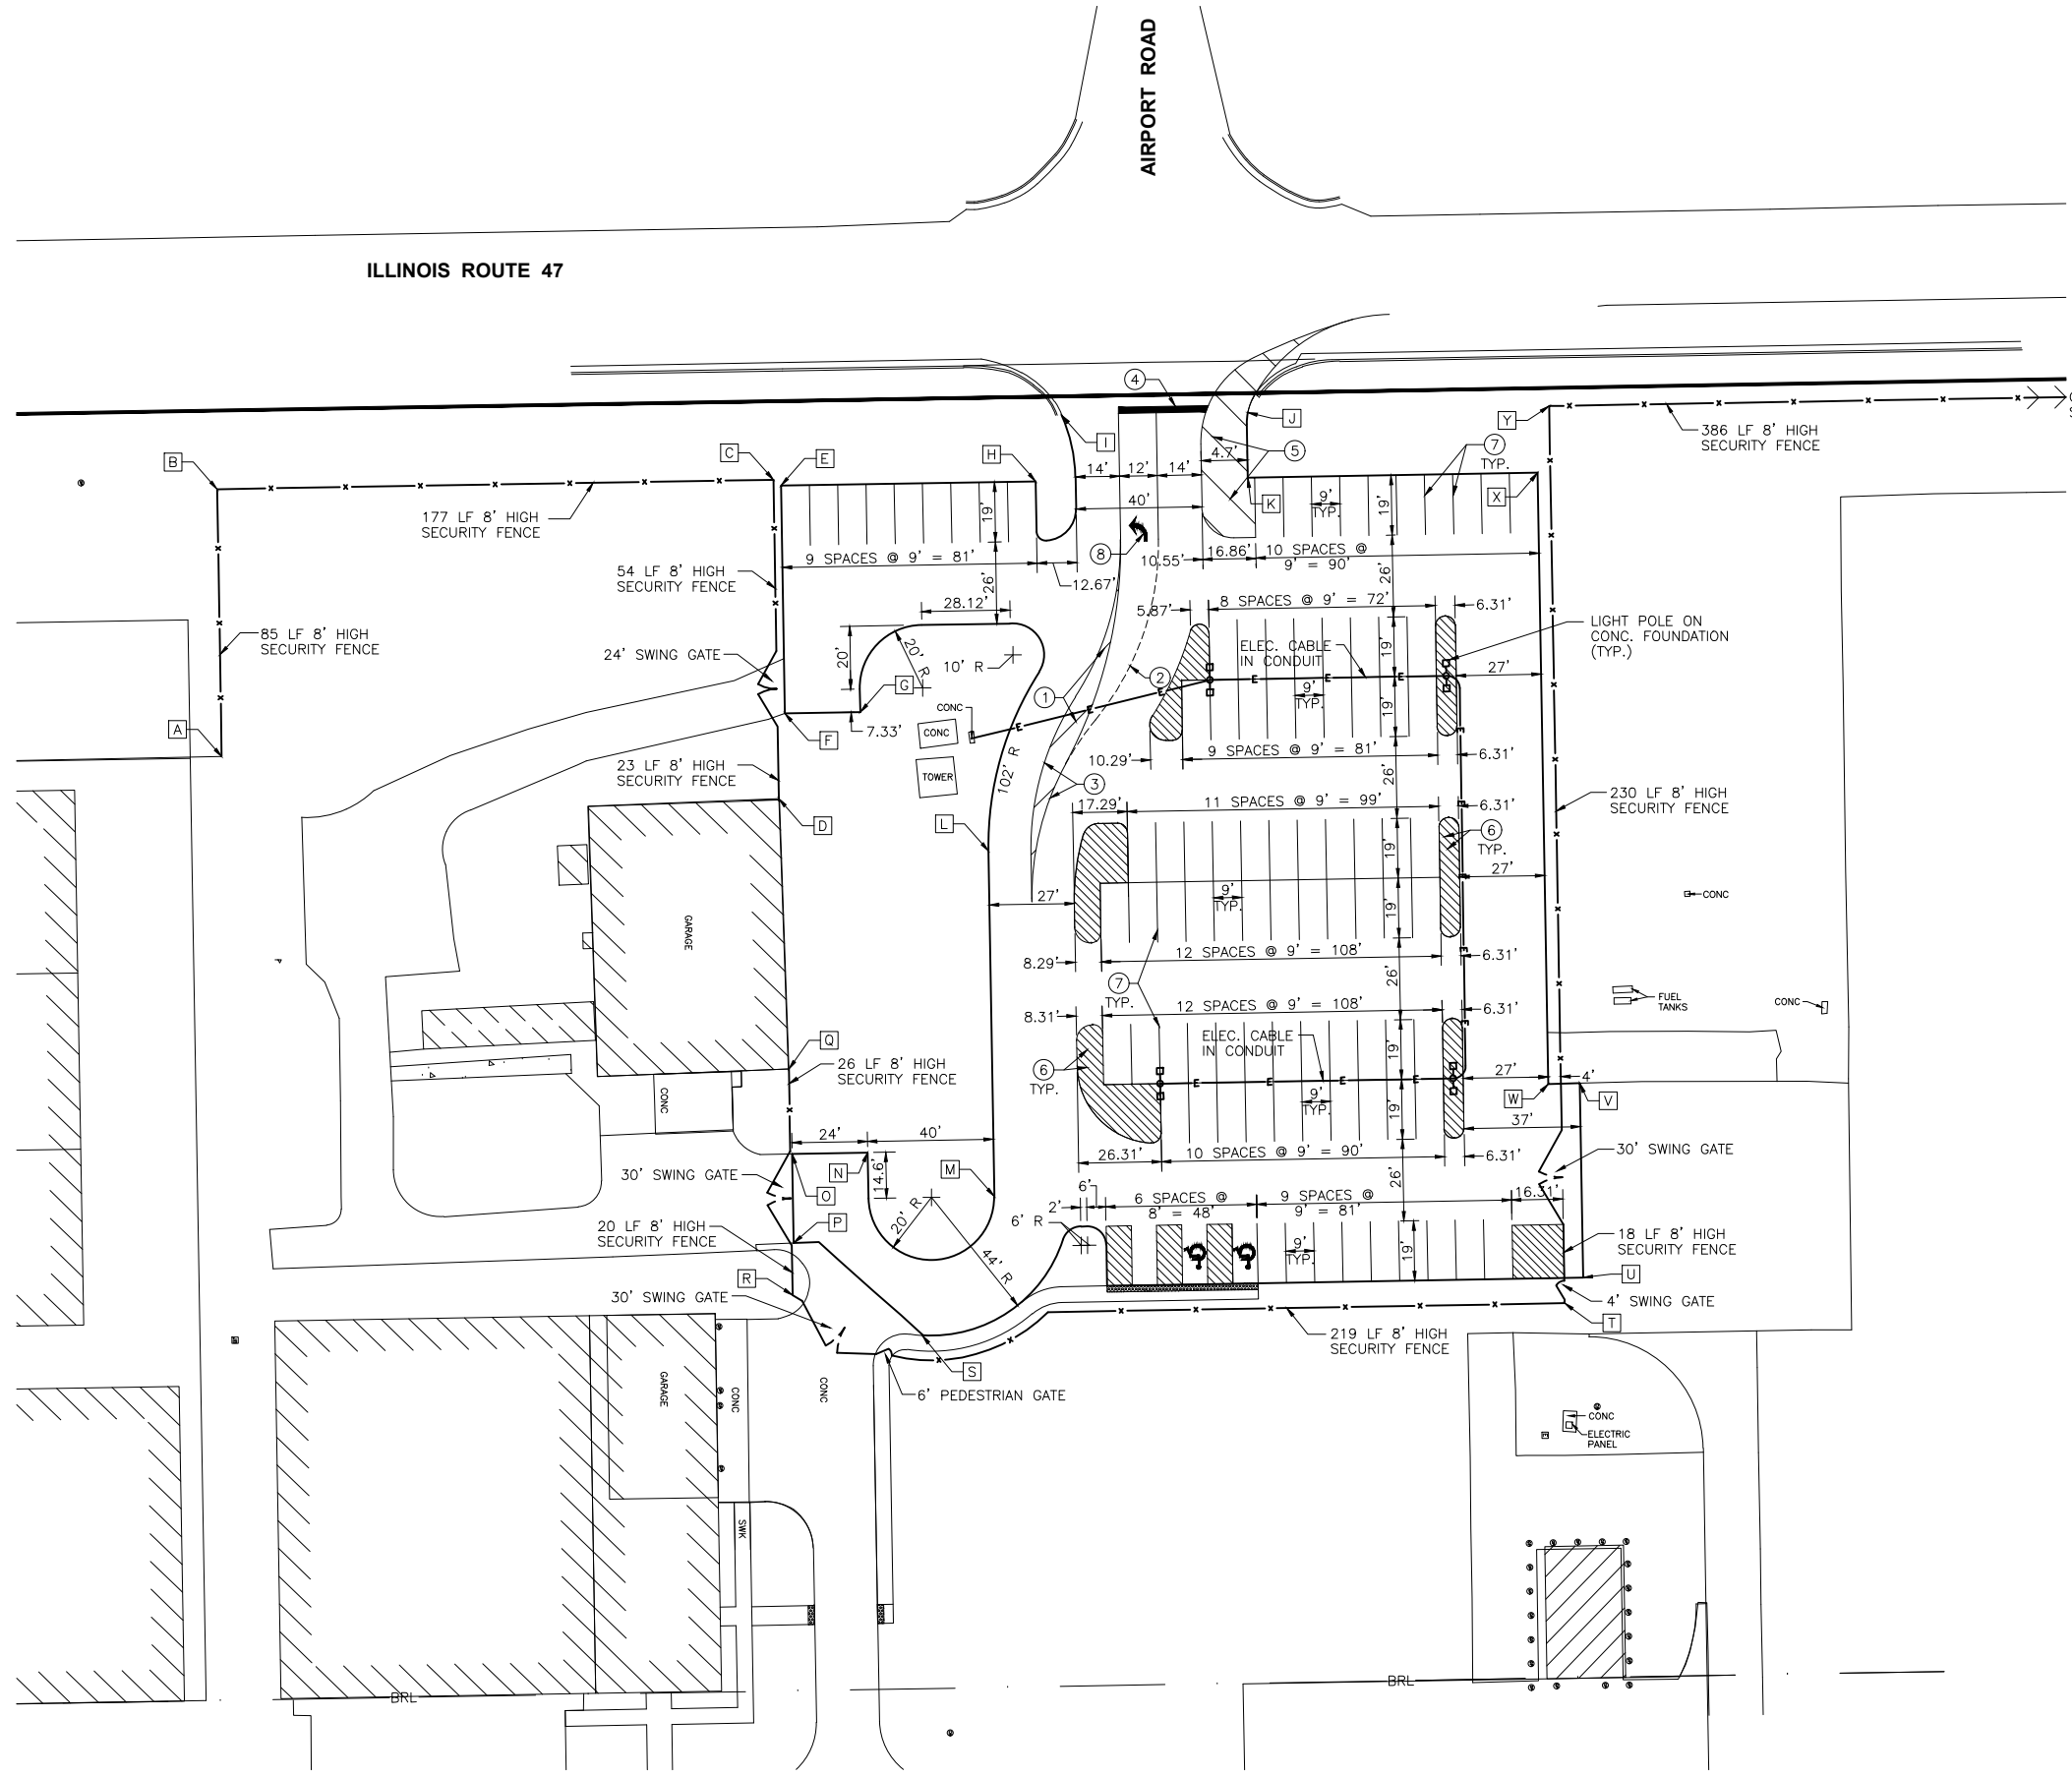 AIRPORT ROAD
ILLINOIS ROUTE 47
4
I
J
Y
386 LF 8' HIGH
SECURITY FENCE
B
C
E
H
14'
12'
14'
4.7'
5
7
TYP.
177 LF 8' HIGH
SECURITY FENCE
19'
40'
K
9'
TYP.
19'
X
8
9 SPACES @ 9' = 81'
12.67'
10.55'
16.86'
10 SPACES @
9' = 90'
54 LF 8' HIGH
SECURITY FENCE
26'
26'
28.12'
5.87'
8 SPACES @ 9' = 72'
6.31'
LIGHT POLE ON
CONC. FOUNDATION
(TYP.)
85 LF 8' HIGH
SECURITY FENCE
24' SWING GATE
20'
20' R
10' R
ELEC. CABLE
IN CONDUIT
19'
27'
G
1
2
E
E
E
E
E
E
9'
TYP.
19'
A
F
7.33'
CONC
CONC
TOWER
102' R
10.29'
9 SPACES @ 9' = 81'
6.31'
E
23 LF 8' HIGH
SECURITY FENCE
26'
3
17.29'
11 SPACES @ 9' = 99'
6.31'
230 LF 8' HIGH
SECURITY FENCE
D
L
E
6
TYP.
19'
27'
E
GARAGE
27'
9'
TYP.
19'
CONC
8.29'
12 SPACES @ 9' = 108'
6.31'
E
7
TYP.
26'
FUEL
TANKS
CONC
8.31'
12 SPACES @ 9' = 108'
6.31'
E
Q
26 LF 8' HIGH
SECURITY FENCE
6
TYP.
ELEC. CABLE
IN CONDUIT
19'
27'
4'
E
E
E
E
W
V
CONC
9'
TYP.
19'
37'
24'
40'
26.31'
10 SPACES @ 9' = 90'
6.31'
30' SWING GATE
30' SWING GATE
N
14.6'
M
O
26'
6'
2'
6 SPACES @
8' = 48'
9 SPACES @
9' = 81'
16.31'
20' R
6' R
20 LF 8' HIGH
SECURITY FENCE
P
44' R
9'
TYP.
19'
18 LF 8' HIGH
SECURITY FENCE
R
U
30' SWING GATE
4' SWING GATE
T
219 LF 8' HIGH
SECURITY FENCE
S
6' PEDESTRIAN GATE
GARAGE
CONC
CONC
CONC
ELECTRIC
PANEL
SWK
BRL
BRL